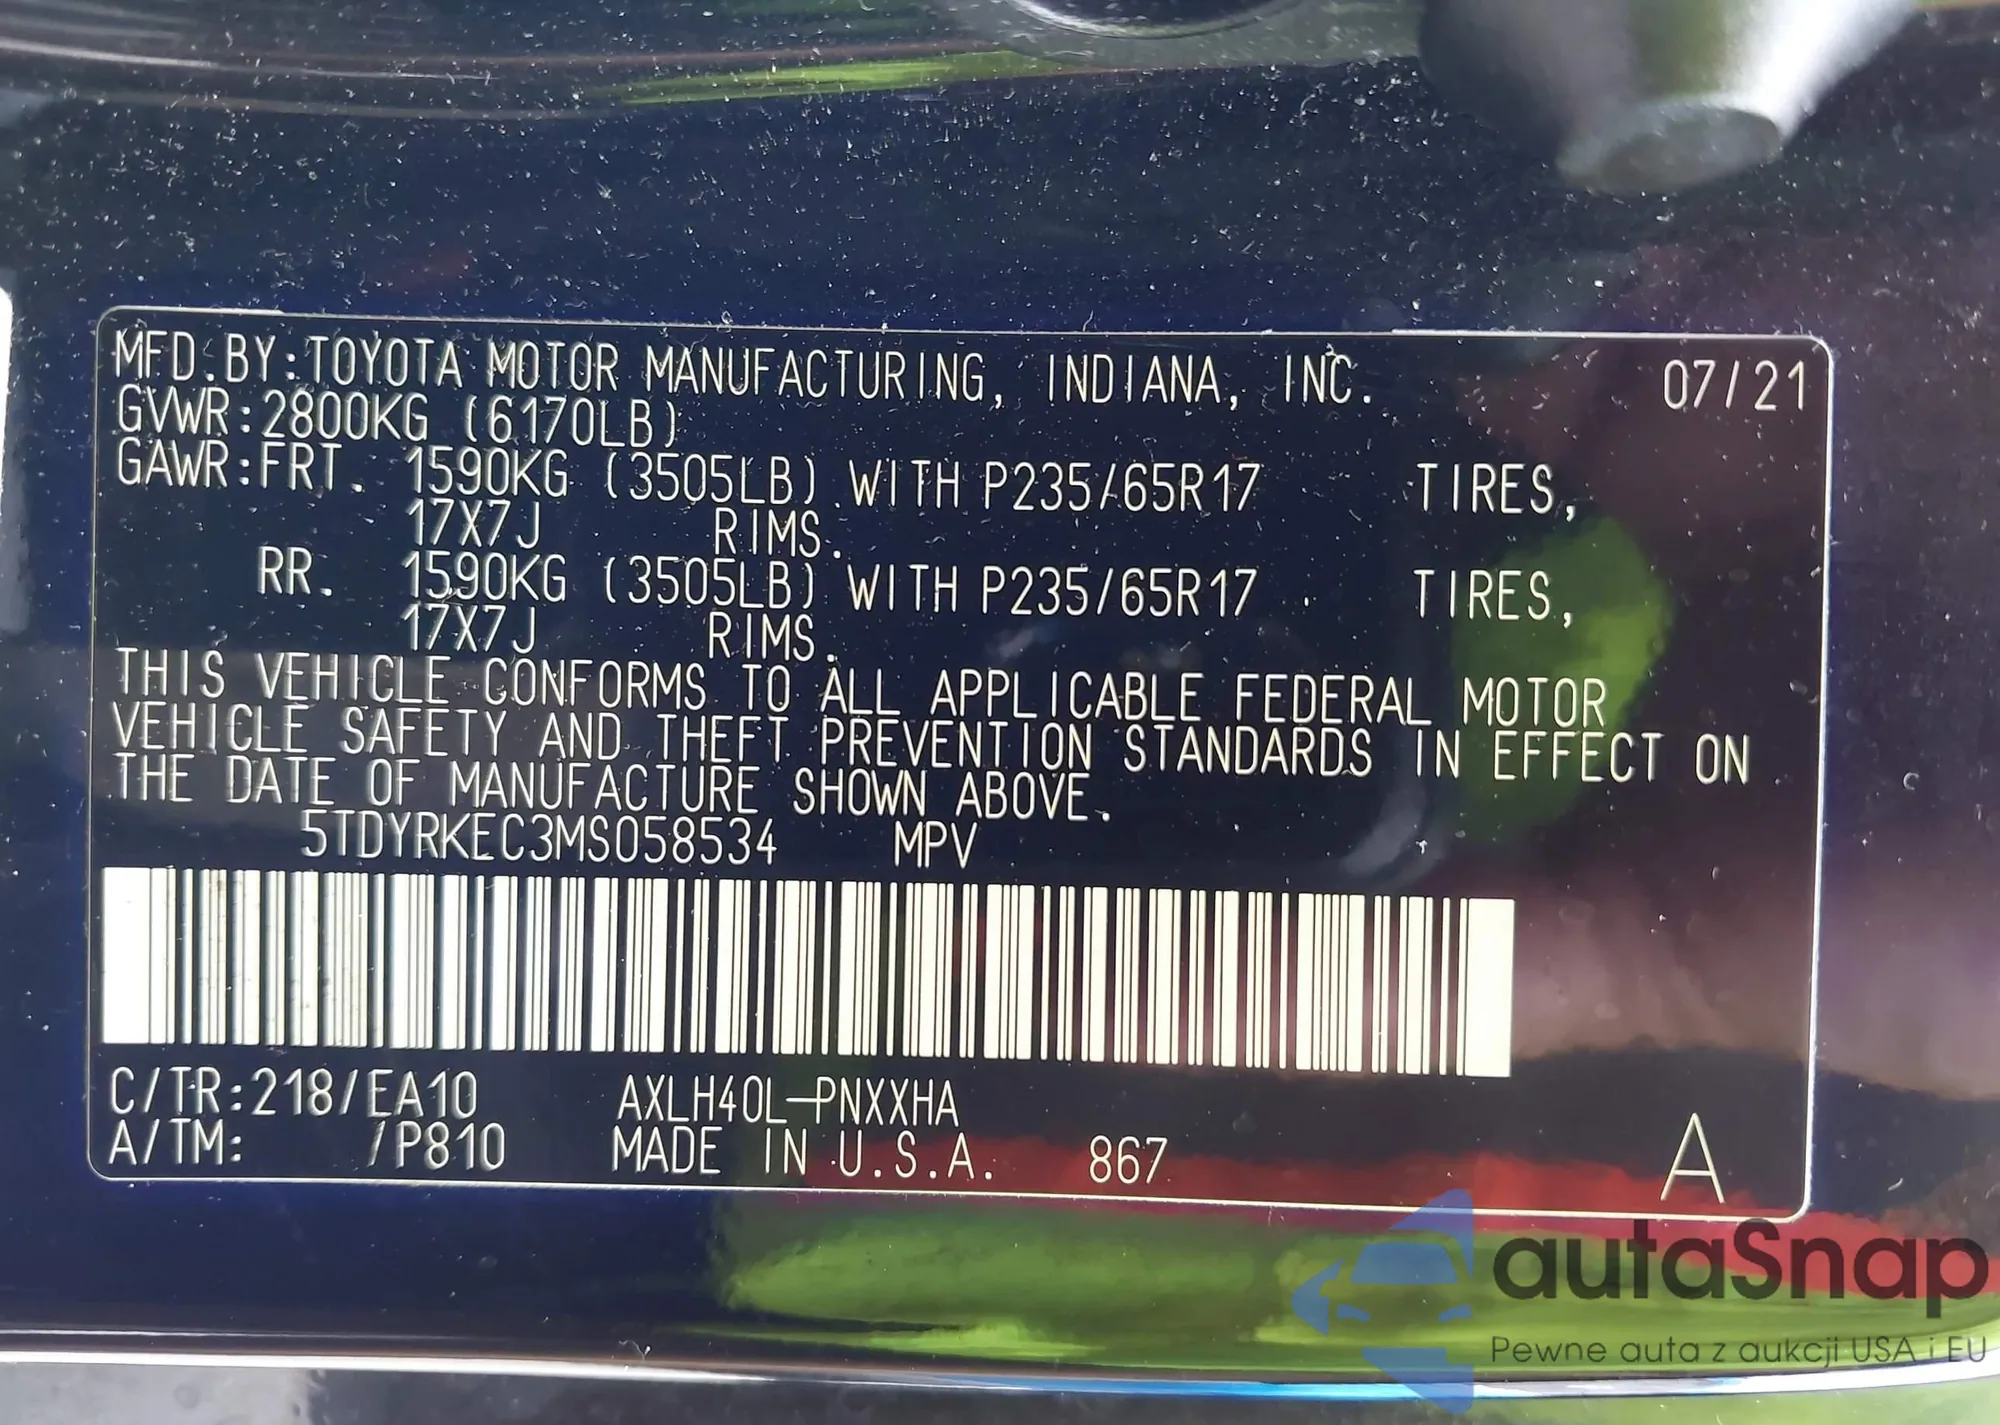 MFD.BY:TOYOTA MOTOR MANUFACTURING, INDIANA, INC. 07/21
GVWR:2800KG (6170LB)
GAWR:FRT. 1590KG (3505LB) WITH P235/65R17 TIRES,
17X7J RIMS.
RR. 1590KG (3505LB) WITH P235/65R17 TIRES,
17X7J RIMS.
THIS VEHICLE CONFORMS TO ALL APPLICABLE FEDERAL MOTOR
VEHICLE SAFETY AND THEFT PREVENTION STANDARDS IN EFFECT ON
THE DATE OF MANUFACTURE SHOWN ABOVE.
5TDYRKEC3MS058534 MPV
C/TR:218/EA10 AXLH40L-PNXXHA
A/TM: /P810 MADE IN U.S.A. 867 A
autaSnap
Pewne auta z aukcji USA i EU